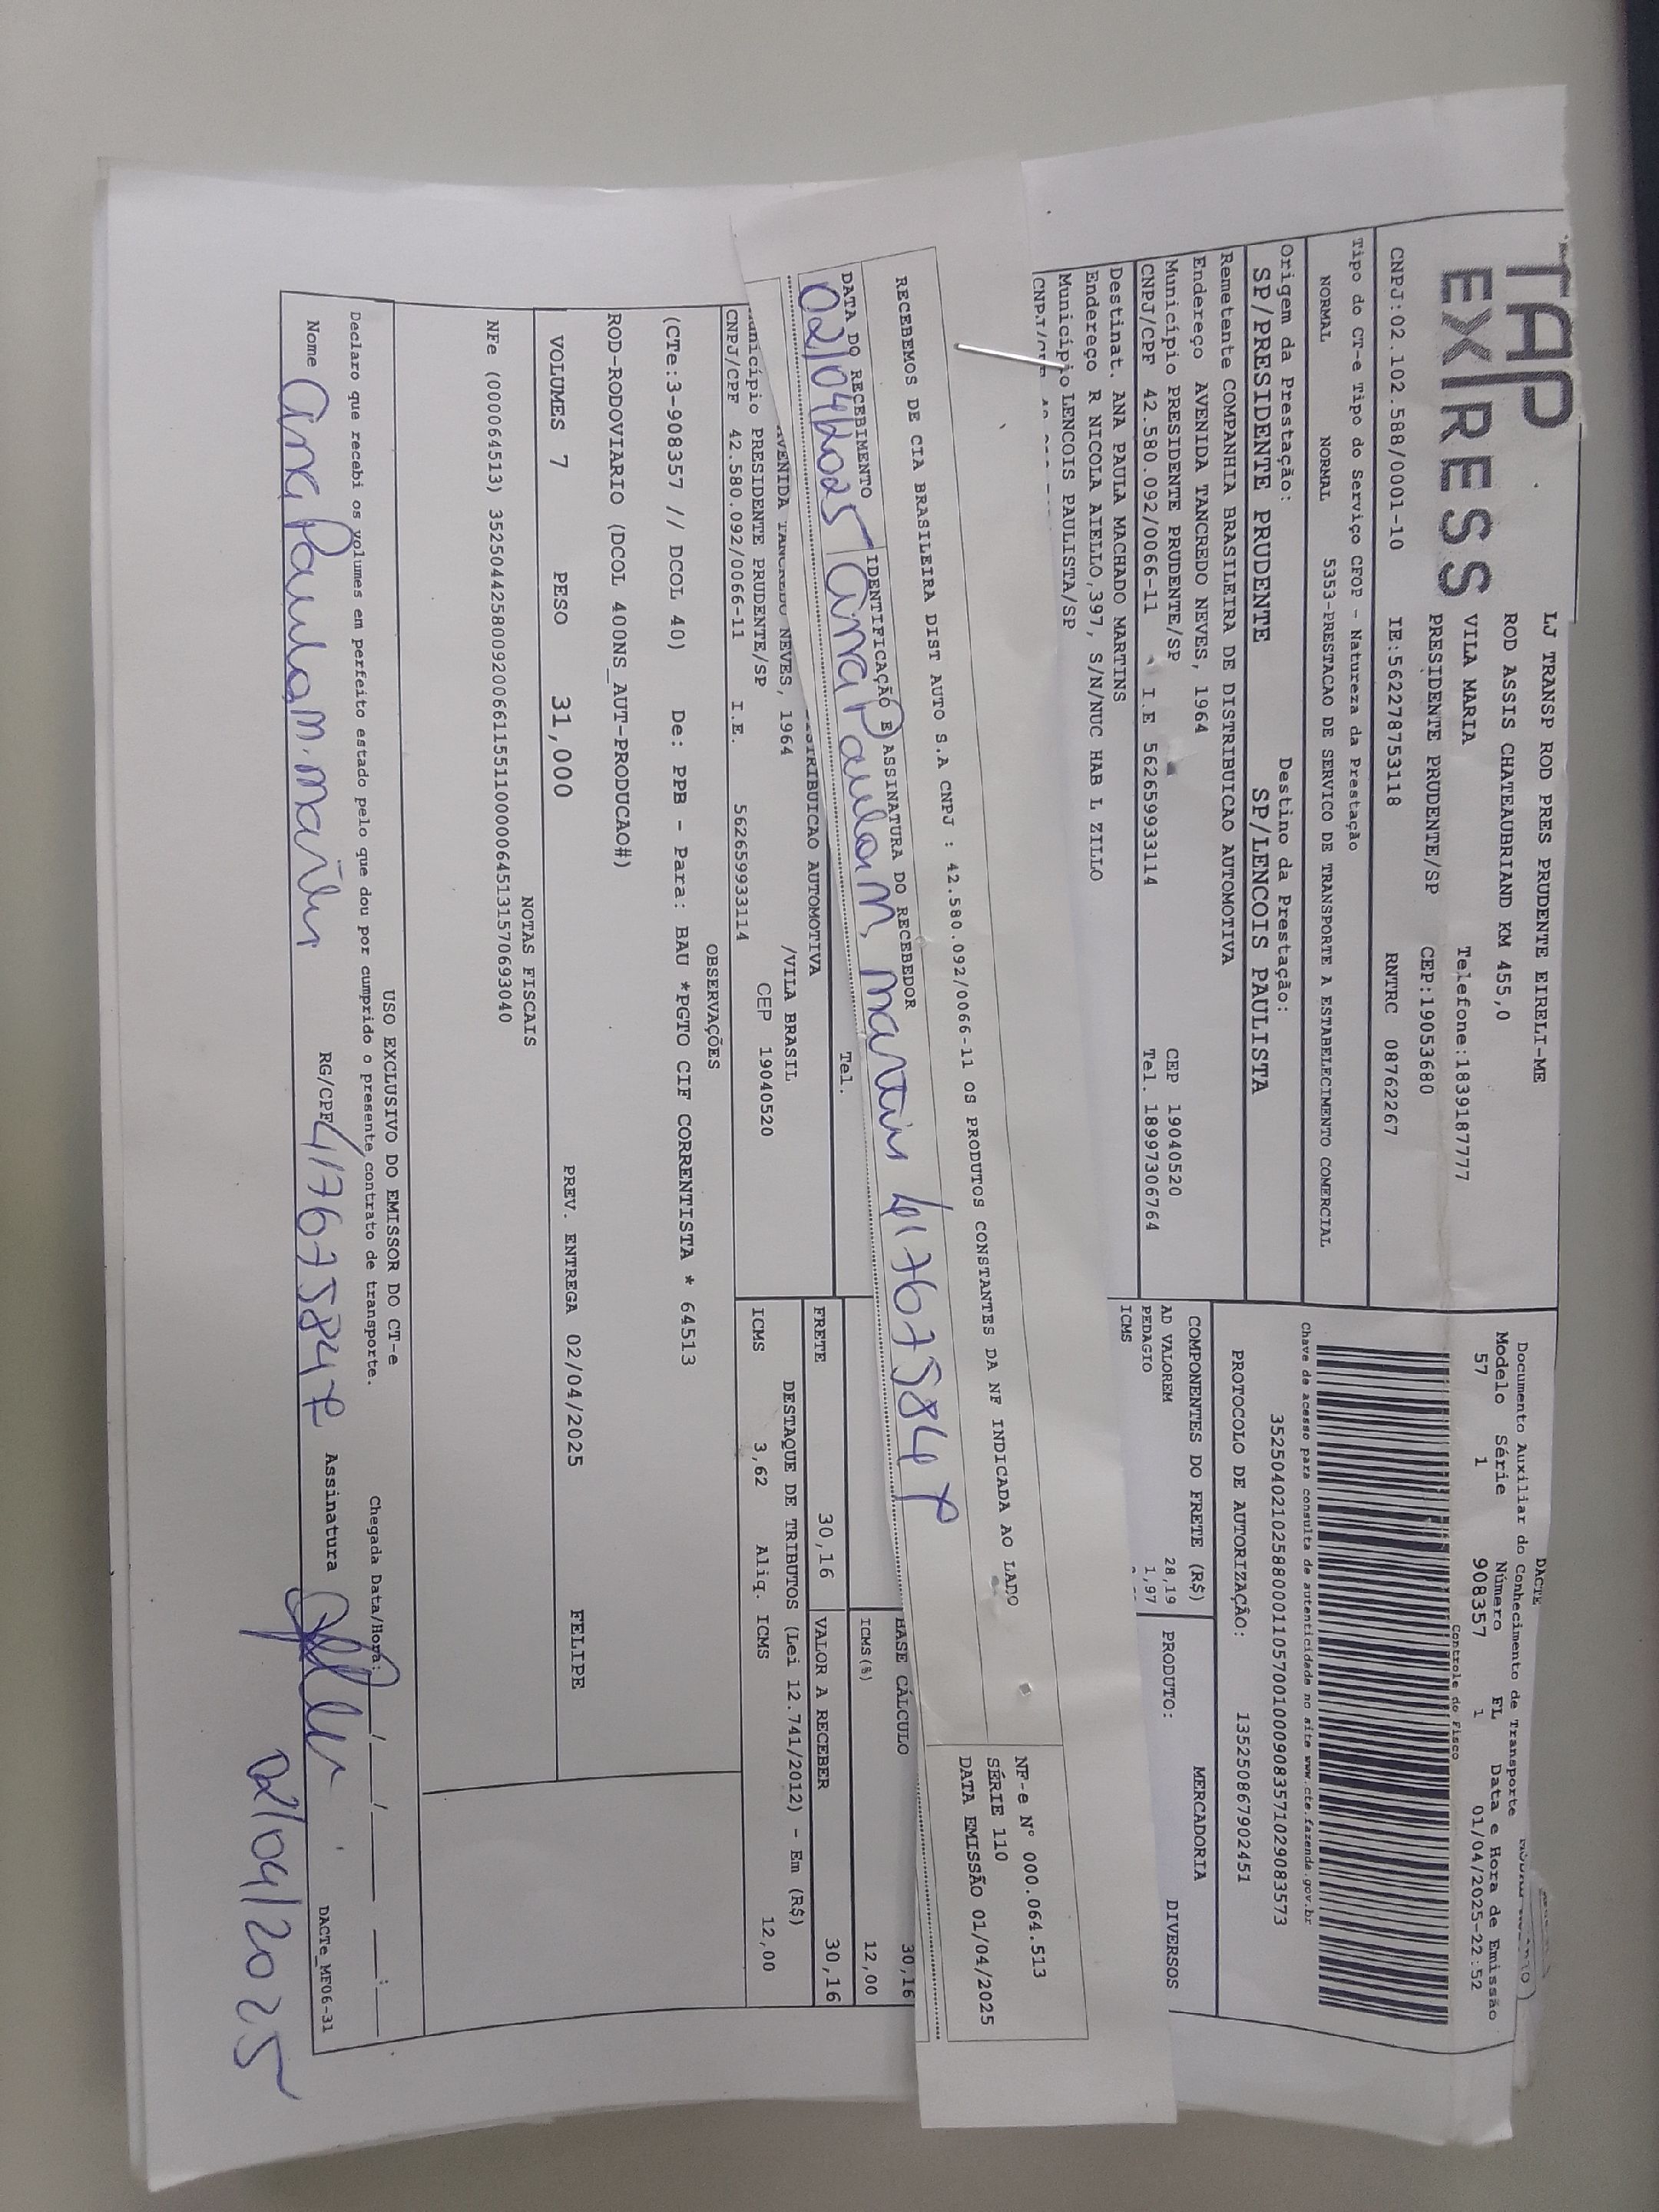 TAP
EXPRESS
LJ TRANSP ROD PRES PRUDENTE EIRELI-ME
ROD ASSIS CHATEAUBRIAND KM 455,0
VILA MARIA Telefone:1839187777
PRESIDENTE PRUDENTE/SP CEP:19053680
CNPJ:02.102.588/0001-10 IE:562278753118 RNTRC 08762267
DACTE
Documento Auxiliar do Conhecimento de Transporte
Modelo Série Número FL Data e Hora de Emissão
57 1 908357 1 01/04/2025-22:52
Controle do Fisco
Chave de acesso para consulta de autenticidade no site www.cte.fazenda.gov.br
35250402102588000110570010009083571029083573
PROTOCOLO DE AUTORIZAÇÃO: 135250867902451
Tipo do CT-e Tipo do Serviço CFOP - Natureza da Prestação
NORMAL NORMAL 5353-PRESTACAO DE SERVICO DE TRANSPORTE A ESTABELECIMENTO COMERCIAL
Origem da Prestação: Destino da Prestação:
SP/PRESIDENTE PRUDENTE SP/LENCOIS PAULISTA
Remetente COMPANHIA BRASILEIRA DE DISTRIBUICAO AUTOMOTIVA
Endereço AVENIDA TANCREDO NEVES, 1964
Município PRESIDENTE PRUDENTE/SP CEP 19040520
CNPJ/CPF 42.580.092/0066-11 I.E 562659933114 Tel. 18997306764
Destinat. ANA PAULA MACHADO MARTINS
Endereço R NICOLA AIELLO,397, S/N/NUC HAB L ZILLO
Município LENCOIS PAULISTA/SP
COMPONENTES DO FRETE (R$) MERCADORIA
AD VALOREM 28,19 PRODUTO: DIVERSOS
PEDAGIO 1,97
ICMS
RECEBEMOS DE CIA BRASILEIRA DIST AUTO S.A CNPJ : 42.580.092/0066-11 OS PRODUTOS CONSTANTES DA NF INDICADA AO LADO
NF-e Nº 000.064.513
SÉRIE 110
DATA EMISSÃO 01/04/2025
DATA DO RECEBIMENTO IDENTIFICAÇÃO E ASSINATURA DO RECEBEDOR
02/04/2025 Ana Paula M. Martins
BASE CÁLCULO 30,16
ICMS(%) 12,00
FRETE 30,16 VALOR A RECEBER 30,16
DESTAQUE DE TRIBUTOS (Lei 12.741/2012) - Em (R$)
ICMS 3,62 Aliq. ICMS 12,00
AUTOMOTIVA Tel.
NEVES, 1964 /VILA BRASIL
PRESIDENTE PRUDENTE/SP CEP 19040520
CNPJ/CPF 42.580.092/0066-11 I.E. 562659933114
OBSERVAÇÕES
(CTe:3-908357 // DCOL 40) De: PPB - Para: BAU *PGTO CIF CORRENTISTA * 64513
ROD-RODOVIARIO (DCOL 400NS_AUT-PRODUCAO#)
VOLUMES 7 PESO 31,000 PREV. ENTREGA 02/04/2025 FELIPE
NOTAS FISCAIS
NFe (000064513) 35250442580092006611551100000645131570693040
USO EXCLUSIVO DO EMISSOR DO CT-e
Declaro que recebi os volumes em perfeito estado pelo que dou por cumprido o presente contrato de transporte. Chegada Data/Hora:
Nome Ana Paula M. Martins RG/CPF Assinatura
DACTe_MF06-31
02/04/2025